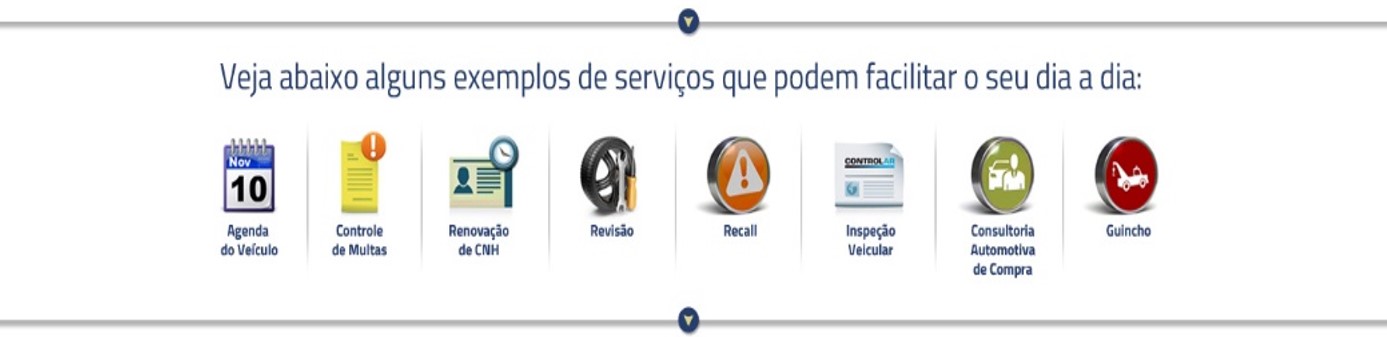 Veja abaixo alguns exemplos de serviços que podem facilitar o seu dia a dia:
Nov
10
Agenda
do Veículo
Controle
de Multas
Renovação
de CNH
Revisão
Recall
CONTROLAR
Inspeção
Veicular
Consultoria
Automotiva
de Compra
Guincho